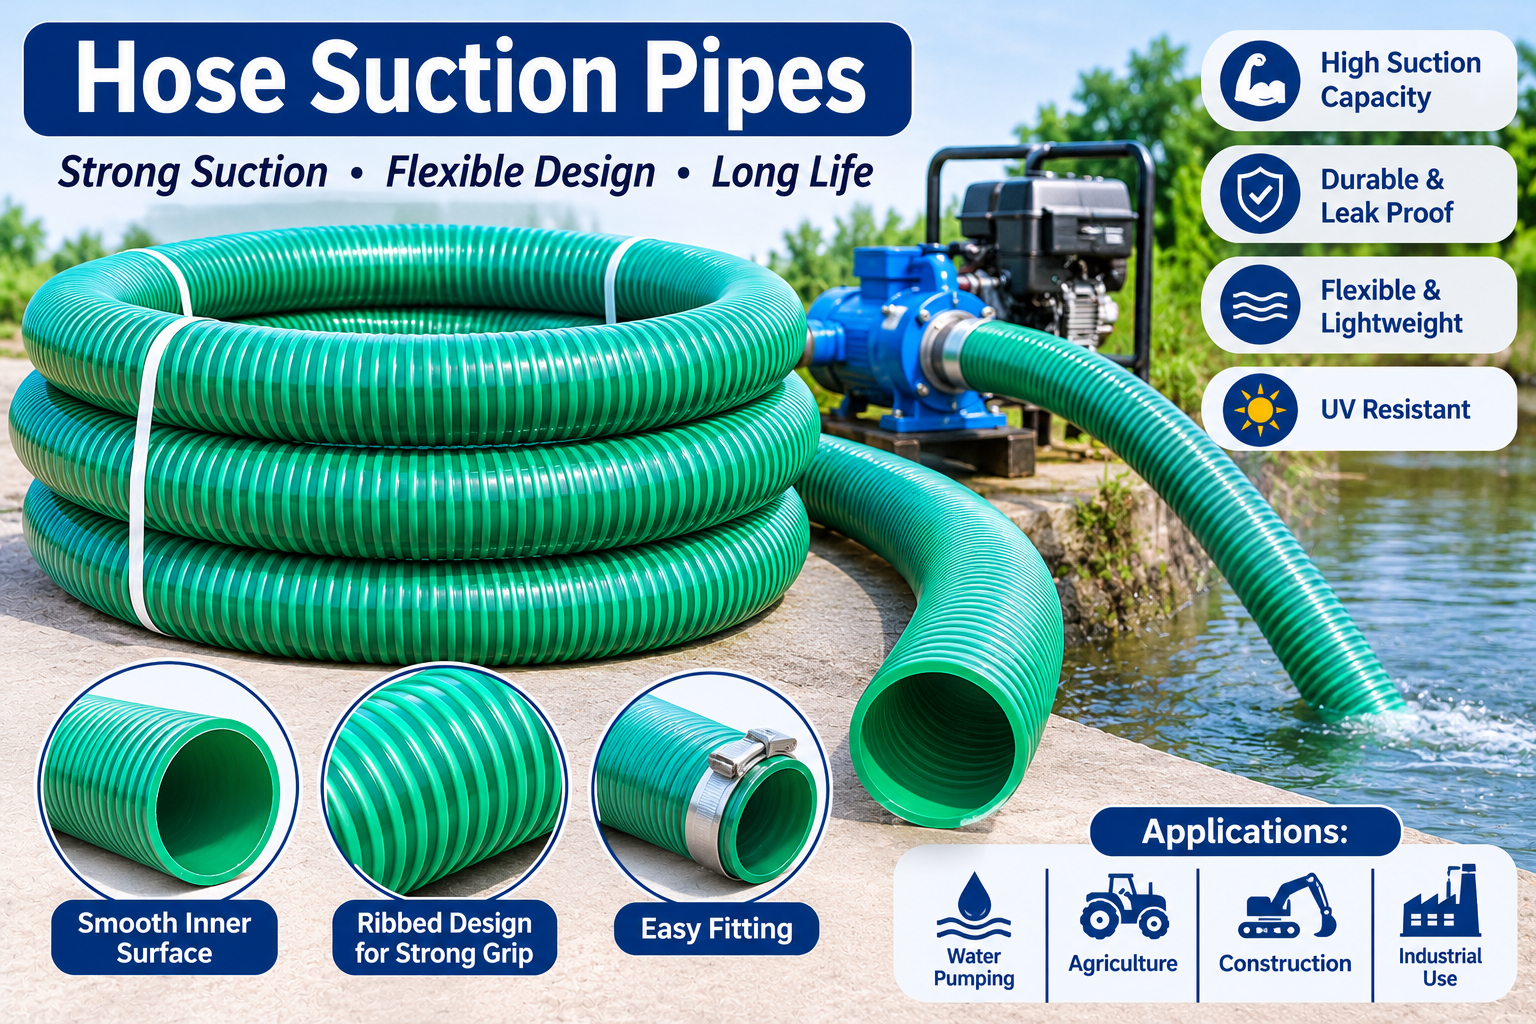 Hose Suction Pipes
Strong Suction • Flexible Design • Long Life
High Suction
Capacity
Durable &
Leak Proof
Flexible &
Lightweight
UV Resistant
Smooth Inner
Surface
Ribbed Design
for Strong Grip
Easy Fitting
Applications:
Water
Pumping
Agriculture
Construction
Industrial
Use